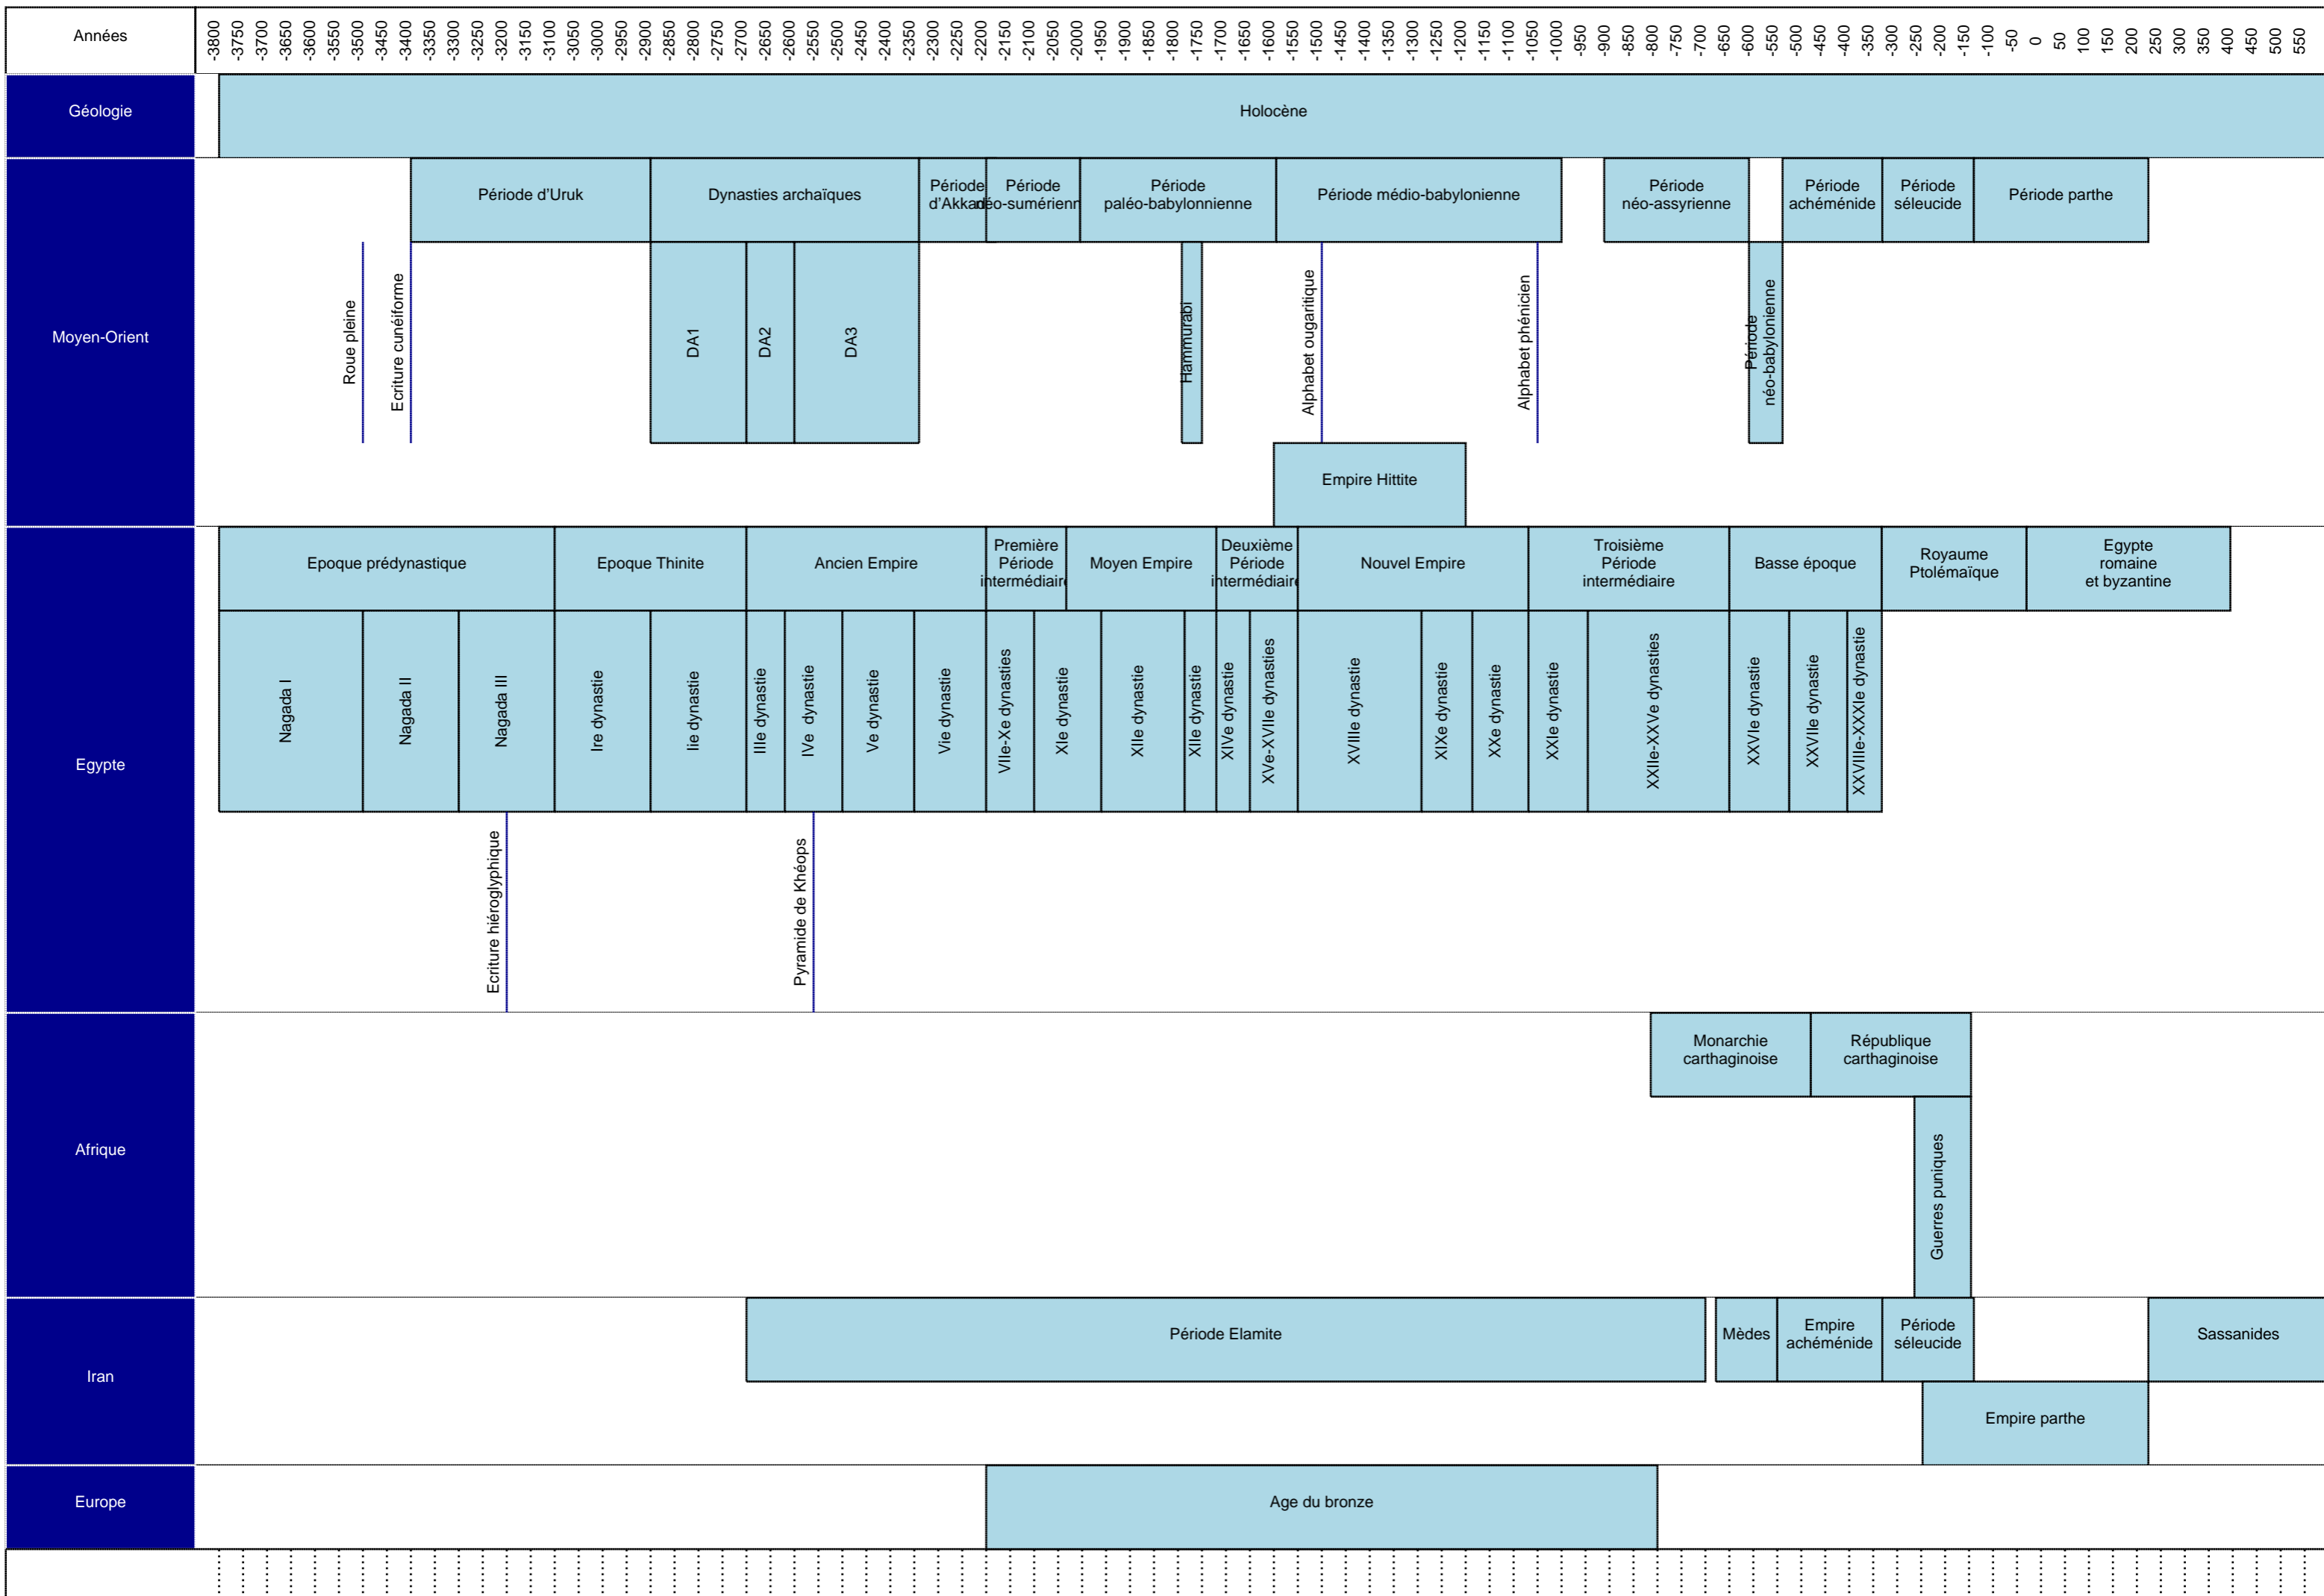 Années
-3800 -3750 -3700 -3650 -3600 -3550 -3500 -3450 -3400 -3350 -3300 -3250 -3200 -3150 -3100 -3050 -3000 -2950 -2900 -2850 -2800 -2750 -2700 -2650 -2600 -2550 -2500 -2450 -2400 -2350 -2300 -2250 -2200 -2150 -2100 -2050 -2000 -1950 -1900 -1850 -1800 -1750 -1700 -1650 -1600 -1550 -1500 -1450 -1400 -1350 -1300 -1250 -1200 -1150 -1100 -1050 -1000 -950 -900 -850 -800 -750 -700 -650 -600 -550 -500 -450 -400 -350 -300 -250 -200 -150 -100 -50 0 50 100 150 200 250 300 350 400 450 500 550
Géologie
Holocène
Moyen-Orient
Période d'Uruk
Dynasties archaïques
Période
d'Akkad
Période
néo-sumérienne
Période
paléo-babylonnienne
Période médio-babylonienne
Période
néo-assyrienne
Période
achéménide
Période
séleucide
Période parthe
Roue pleine
Ecriture cunéiforme
DA1
DA2
DA3
Hammurabi
Alphabet ougaritique
Alphabet phénicien
Période
néo-babylonienne
Empire Hittite
Egypte
Epoque prédynastique
Epoque Thinite
Ancien Empire
Première
Période
intermédiaire
Moyen Empire
Deuxième
Période
intermédiaire
Nouvel Empire
Troisième
Période
intermédiaire
Basse époque
Royaume
Ptolémaïque
Egypte
romaine
et byzantine
Nagada I
Nagada II
Nagada III
Ire dynastie
Iie dynastie
IIIe dynastie
IVe dynastie
Ve dynastie
Vie dynastie
VIIe-Xe dynasties
XIe dynastie
XIIe dynastie
XIIe dynastie
XIVe dynastie
XVe-XVIIe dynasties
XVIIIe dynastie
XIXe dynastie
XXe dynastie
XXIe dynastie
XXIIe-XXVe dynasties
XXVIe dynastie
XXVIIe dynastie
XXVIIIe-XXXIe dynastie
Ecriture hiéroglyphique
Pyramide de Khéops
Afrique
Monarchie
carthaginoise
République
carthaginoise
Guerres puniques
Iran
Période Elamite
Mèdes
Empire
achéménide
Période
séleucide
Sassanides
Empire parthe
Europe
Age du bronze